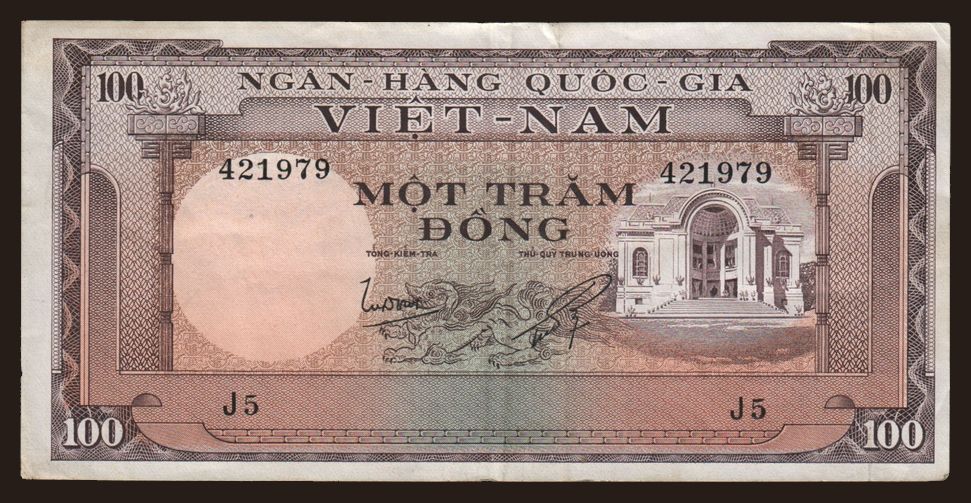 100 NGÂN-HÀNG QUỐC-GIA 100
VIỆT-NAM
421979 421979
MỘT TRĂM
ĐỒNG
TỔNG-KIỂM-TRA THỦ-QUỸ TRUNG-ƯƠNG
J5 J5
100 100